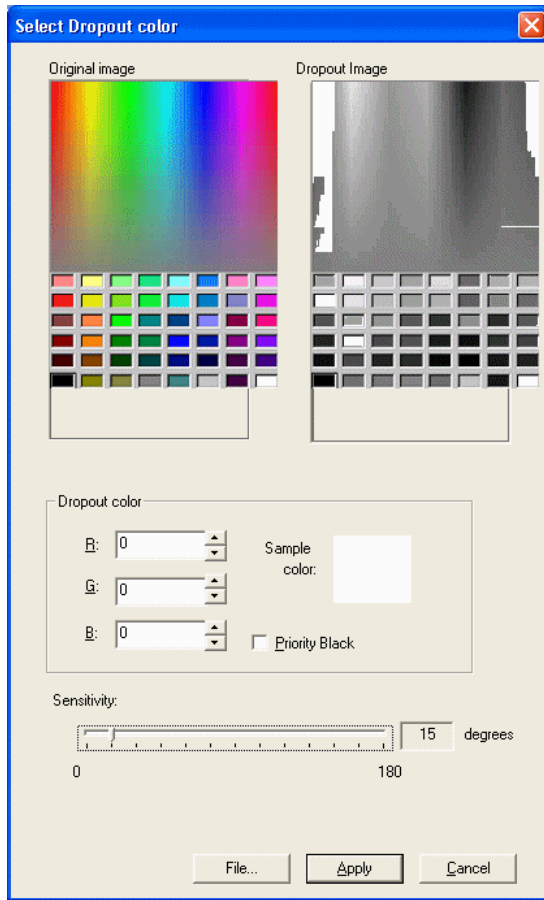 Select Dropout color
Original image
Dropout Image
Dropout color
R: 0
G: 0
B: 0
Sample color:
Priority Black
Sensitivity:
15 degrees
0 180
File... Apply Cancel